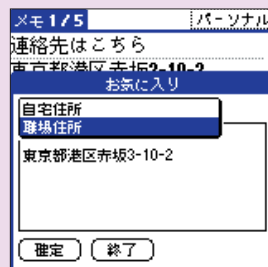 メモ 1/5 パーソナル
連絡先はこちら
東京都港区赤坂3-10-2
お気に入り
自宅住所
職場住所
東京都港区赤坂3-10-2
確定 終了